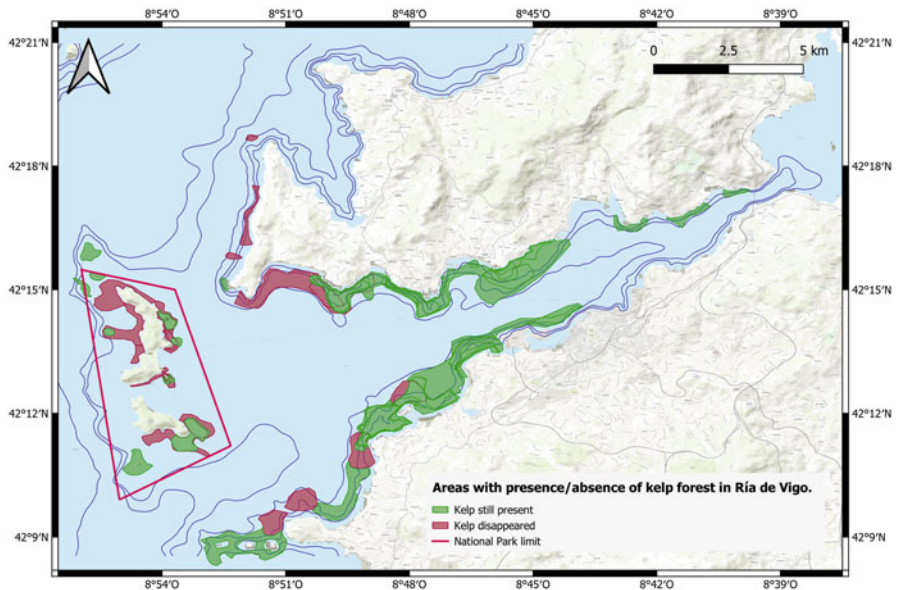 8°54′O 8°51′O 8°48′O 8°45′O 8°42′O 8°39′O
42°21′N 42°21′N
0 2.5 5 km
42°18′N 42°18′N
42°15′N 42°15′N
42°12′N 42°12′N
Areas with presence/absence of kelp forest in Ría de Vigo.
Kelp still present
Kelp disappeared
National Park limit
42°9′N 42°9′N
8°54′O 8°51′O 8°48′O 8°45′O 8°42′O 8°39′O